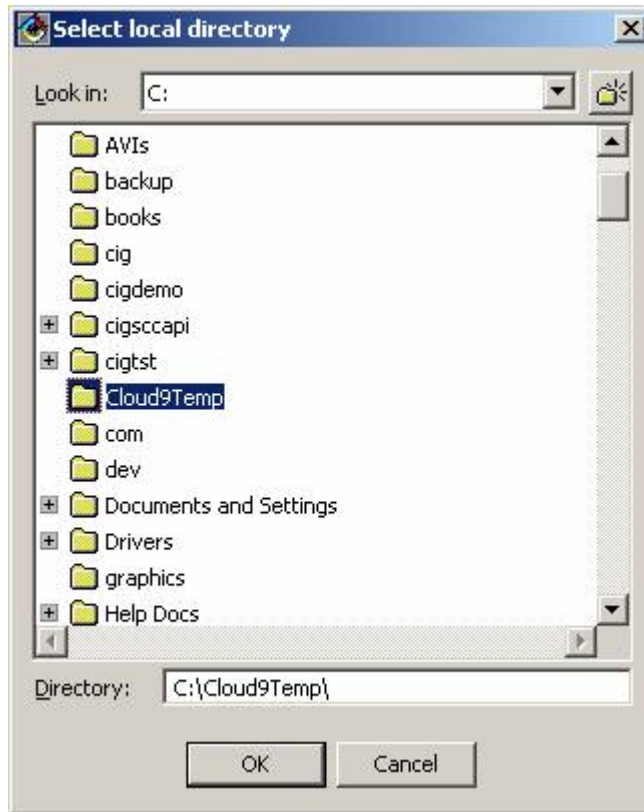 Select local directory
Look in: C:
AVIs
backup
books
cig
cigdemo
cigsccapi
cigtst
Cloud9Temp
com
dev
Documents and Settings
Drivers
graphics
Help Docs
Directory: C:\Cloud9Temp\
OK Cancel